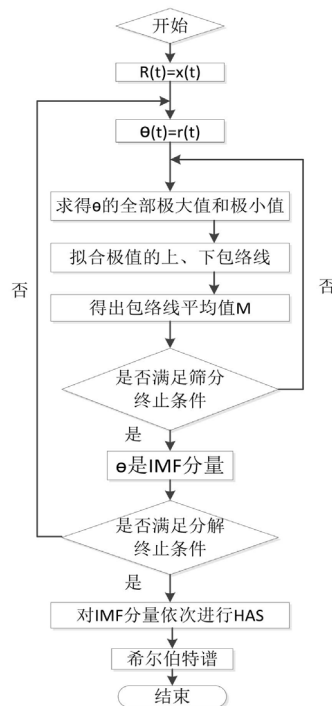 开始
R(t)=x(t)
Θ(t)=r(t)
求得Θ的全部极大值和极小值
拟合极值的上、下包络线
否
否
得出包络线平均值M
是否满足筛分
终止条件
是
Θ是IMF分量
是否满足分解
终止条件
是
对IMF分量依次进行HAS
希尔伯特谱
结束